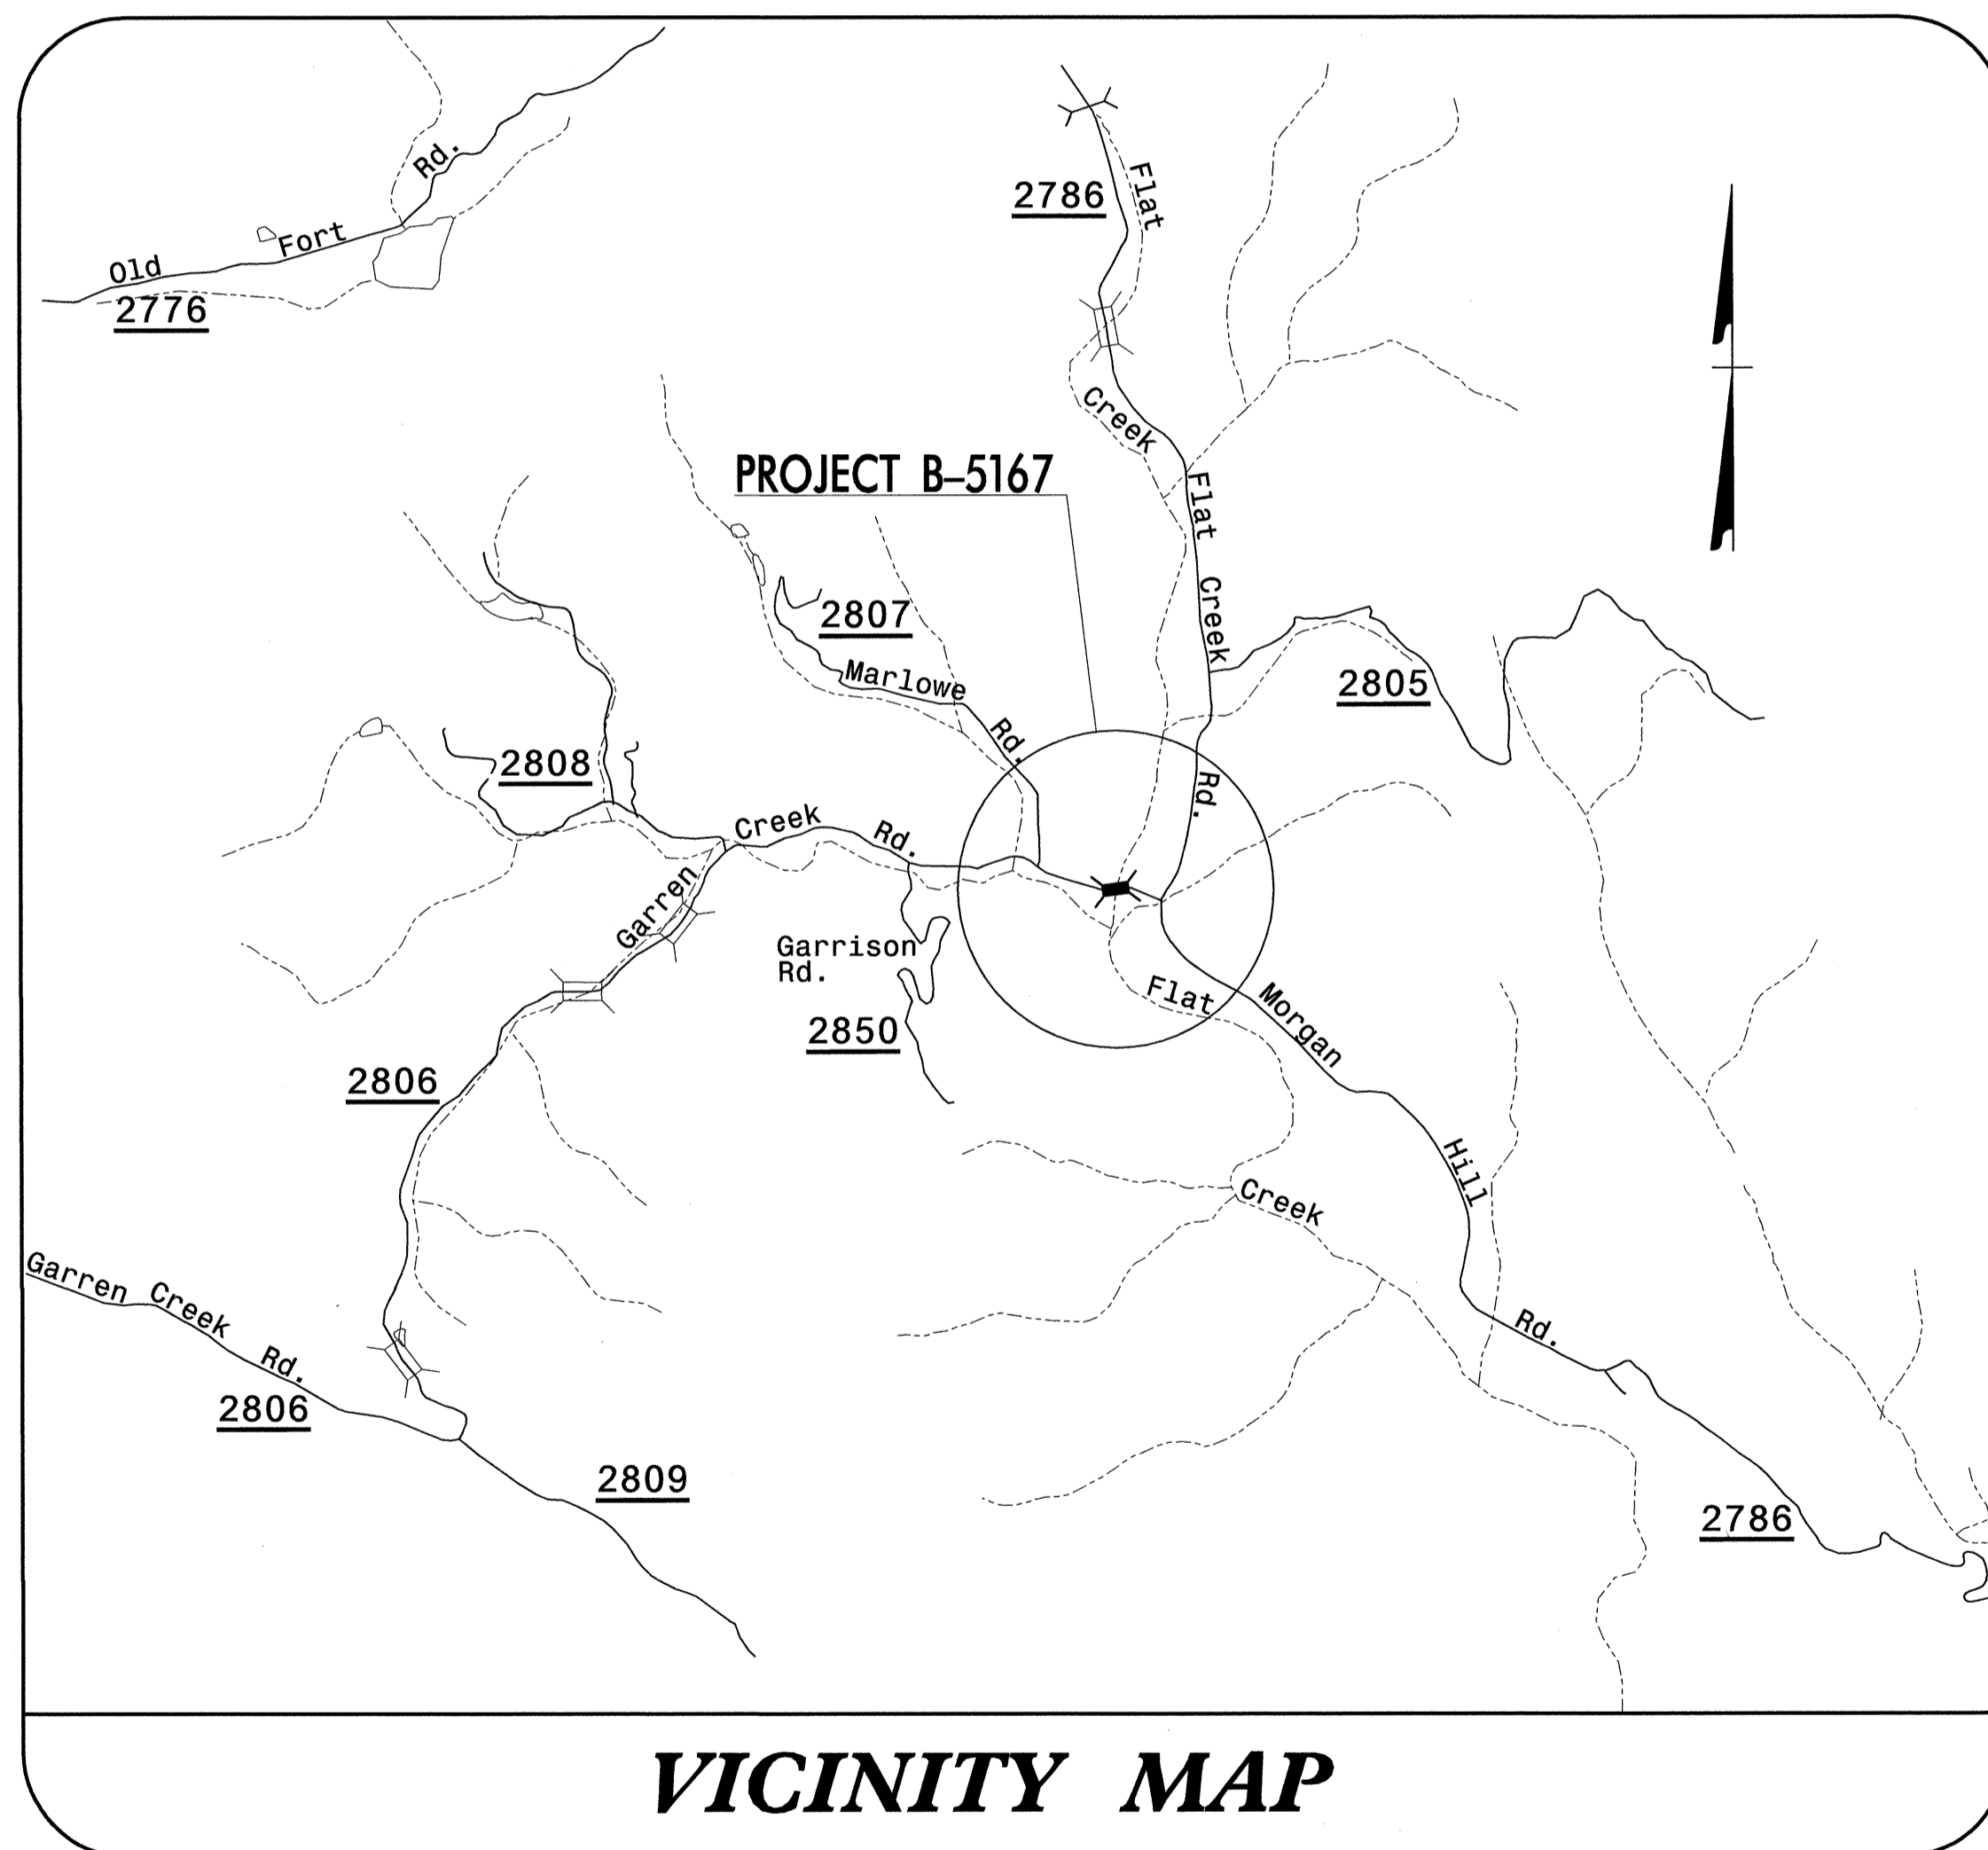 Old Fort Rd.
2776
2786
Flat
Creek
PROJECT B–5167
Flat Creek Rd.
2807
Marlowe Rd.
2805
2808
Garren Creek Rd.
Garrison
Rd.
2850
Flat
Creek
Morgan Hill Rd.
2806
Garren Creek Rd.
2806
2809
2786
VICINITY MAP